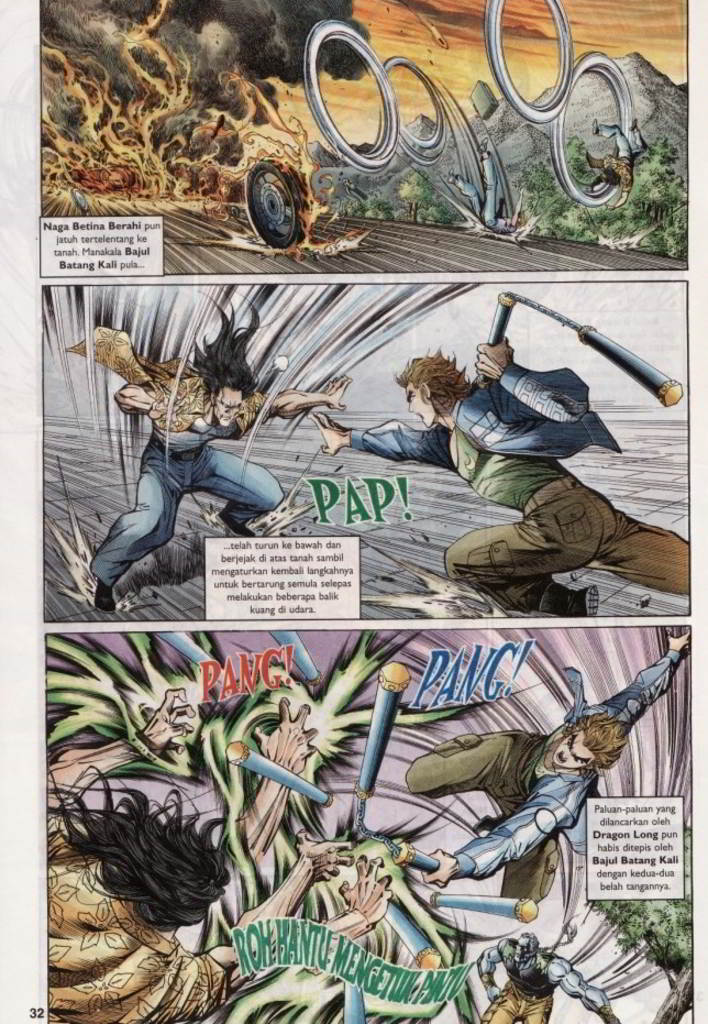 Naga Betina Berahi pun
jatuh tertelentang ke
tanah. Manakala Bajul
Batang Kali pula...
PAP!
...telah turun ke bawah dan
berjejak di atas tanah sambil
mengaturkan kembali langkahnya
untuk bertarung semula selepas
melakukan beberapa balik
kuang di udara.
PANG!
PANG!
Paluan-paluan yang
dilancarkan oleh
Dragon Long pun
habis ditepis oleh
Bajul Batang Kali
dengan kedua-dua
belah tangannya.
ROH HANTU MENGETUK PINTU
32